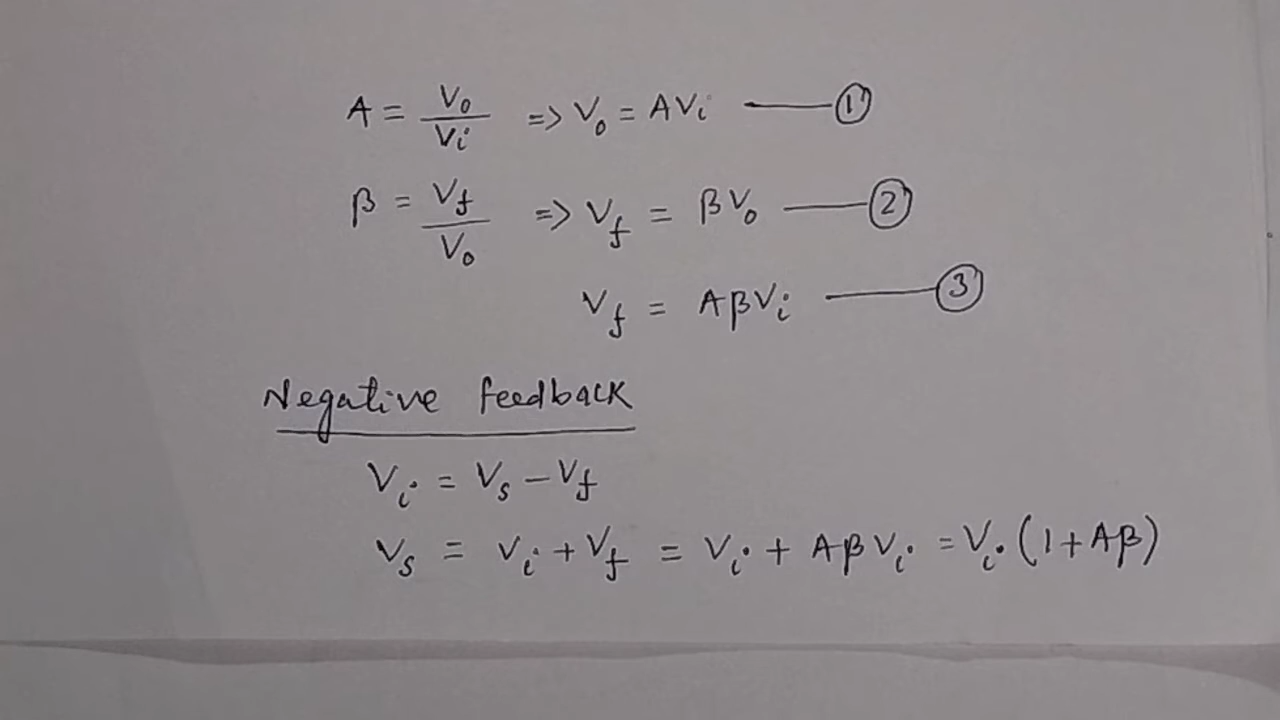 A = Vo/Vi => Vo = AVi —— ①
β = Vf/Vo => Vf = βVo —— ②
Vf = AβVi —— ③
Negative feedback
Vi = Vs - Vf
Vs = Vi + Vf = Vi + AβVi = Vi (1 + Aβ)